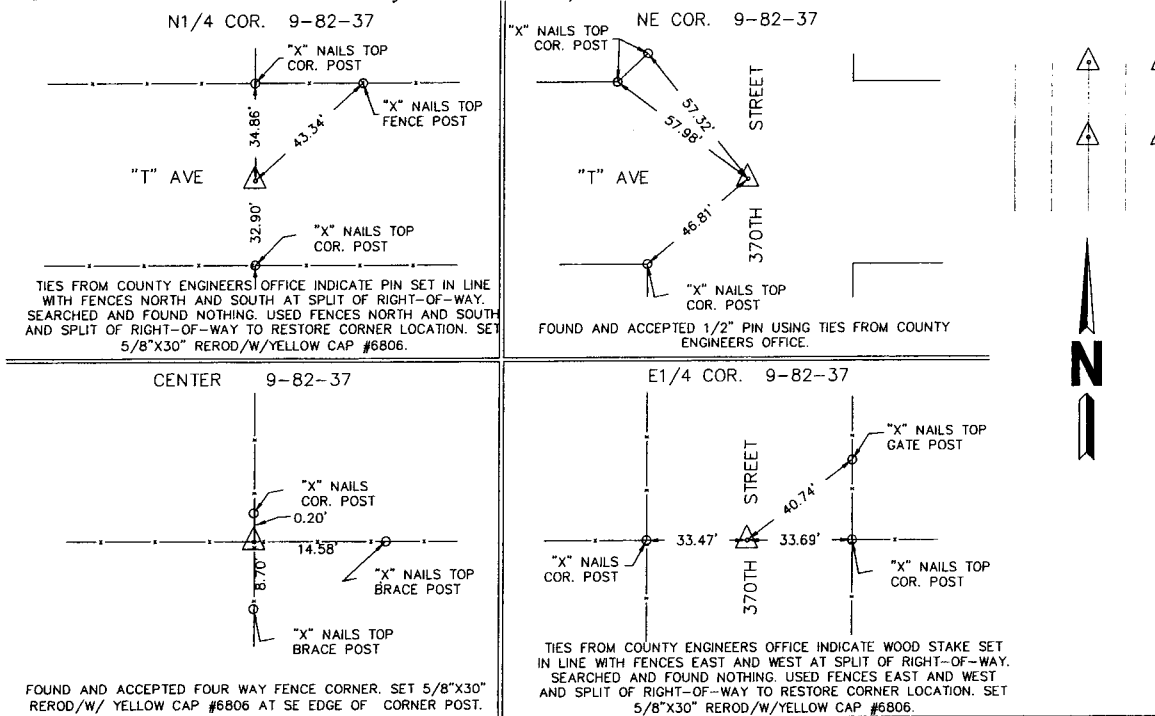 N1/4 COR. 9-82-37
"X" NAILS TOP
COR. POST
"X" NAILS TOP
FENCE POST
34.86'
43.34'
"T" AVE
32.90'
"X" NAILS TOP
COR. POST
TIES FROM COUNTY ENGINEERS OFFICE INDICATE PIN SET IN LINE
WITH FENCES NORTH AND SOUTH AT SPLIT OF RIGHT-OF-WAY.
SEARCHED AND FOUND NOTHING. USED FENCES NORTH AND SOUTH
AND SPLIT OF RIGHT-OF-WAY TO RESTORE CORNER LOCATION. SET
5/8"X30" REROD/W/YELLOW CAP #6806.
NE COR. 9-82-37
"X" NAILS TOP
COR. POST
57.32'
57.98'
STREET
"T" AVE
46.81'
370TH
"X" NAILS TOP
COR. POST
FOUND AND ACCEPTED 1/2" PIN USING TIES FROM COUNTY
ENGINEERS OFFICE.
N
CENTER 9-82-37
"X" NAILS
COR. POST
0.20'
14.58'
8.70'
"X" NAILS TOP
BRACE POST
"X" NAILS TOP
BRACE POST
FOUND AND ACCEPTED FOUR WAY FENCE CORNER. SET 5/8"X30"
REROD/W/ YELLOW CAP #6806 AT SE EDGE OF CORNER POST.
E1/4 COR. 9-82-37
"X" NAILS TOP
GATE POST
STREET
40.74'
33.47'
33.69'
"X" NAILS TOP
COR. POST
370TH
"X" NAILS TOP
COR. POST
TIES FROM COUNTY ENGINEERS OFFICE INDICATE WOOD STAKE SET
IN LINE WITH FENCES EAST AND WEST AT SPLIT OF RIGHT-OF-WAY.
SEARCHED AND FOUND NOTHING. USED FENCES EAST AND WEST
AND SPLIT OF RIGHT-OF-WAY TO RESTORE CORNER LOCATION. SET
5/8"X30" REROD/W/YELLOW CAP #6806.